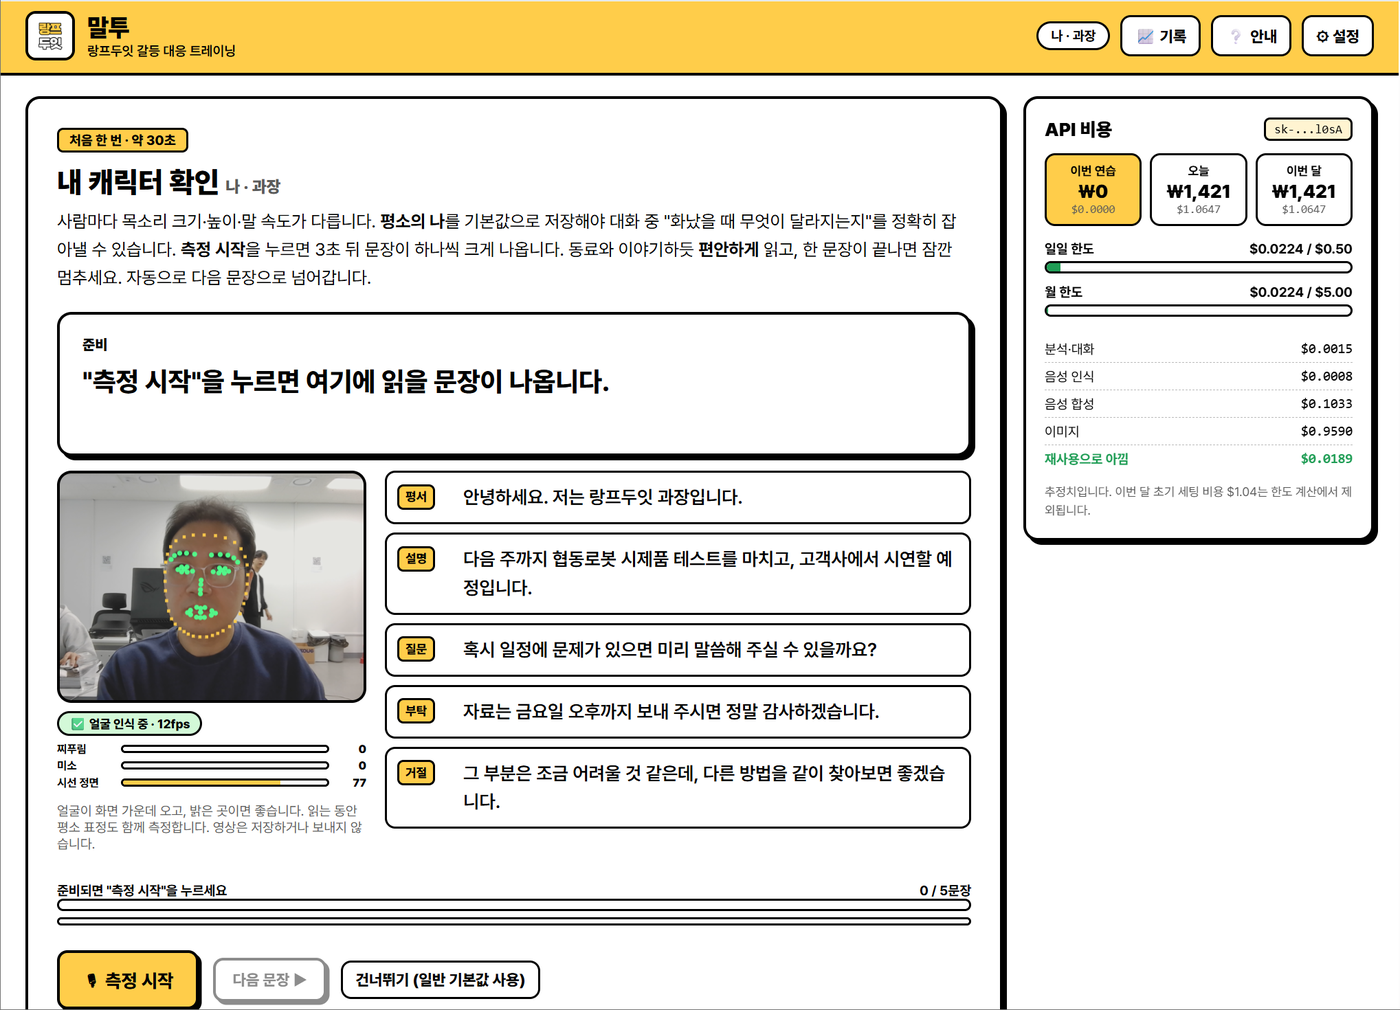 랑프
두잇
말투
랑프두잇 갈등 대응 트레이닝
나 · 과장
📈 기록
❔ 안내
⚙ 설정
처음 한 번 · 약 30초
내 캐릭터 확인 나 · 과장
사람마다 목소리 크기·높이·말 속도가 다릅니다. 평소의 나를 기본값으로 저장해야 대화 중 "화났을 때 무엇이 달라지는지"를 정확히 잡
아낼 수 있습니다. 측정 시작을 누르면 3초 뒤 문장이 하나씩 크게 나옵니다. 동료와 이야기하듯 편안하게 읽고, 한 문장이 끝나면 잠깐
멈추세요. 자동으로 다음 문장으로 넘어갑니다.
준비
"측정 시작"을 누르면 여기에 읽을 문장이 나옵니다.
✅ 얼굴 인식 중 · 12fps
찌푸림 0
미소 0
시선 정면 77
얼굴이 화면 가운데 오고, 밝은 곳이면 좋습니다. 읽는 동안
평소 표정도 함께 측정합니다. 영상은 저장하거나 보내지 않
습니다.
평서 안녕하세요. 저는 랑프두잇 과장입니다.
설명 다음 주까지 협동로봇 시제품 테스트를 마치고, 고객사에서 시연할 예
정입니다.
질문 혹시 일정에 문제가 있으면 미리 말씀해 주실 수 있을까요?
부탁 자료는 금요일 오후까지 보내 주시면 정말 감사하겠습니다.
거절 그 부분은 조금 어려울 것 같은데, 다른 방법을 같이 찾아보면 좋겠습
니다.
준비되면 "측정 시작"을 누르세요 0 / 5문장
🎙 측정 시작
다음 문장 ▶
건너뛰기 (일반 기본값 사용)
API 비용 sk-...l0sA
이번 연습
₩0
$0.0000
오늘
₩1,421
$1.0647
이번 달
₩1,421
$1.0647
일일 한도 $0.0224 / $0.50
월 한도 $0.0224 / $5.00
분석·대화 $0.0015
음성 인식 $0.0008
음성 합성 $0.1033
이미지 $0.9590
재사용으로 아낌 $0.0189
추정치입니다. 이번 달 초기 세팅 비용 $1.04는 한도 계산에서 제
외됩니다.